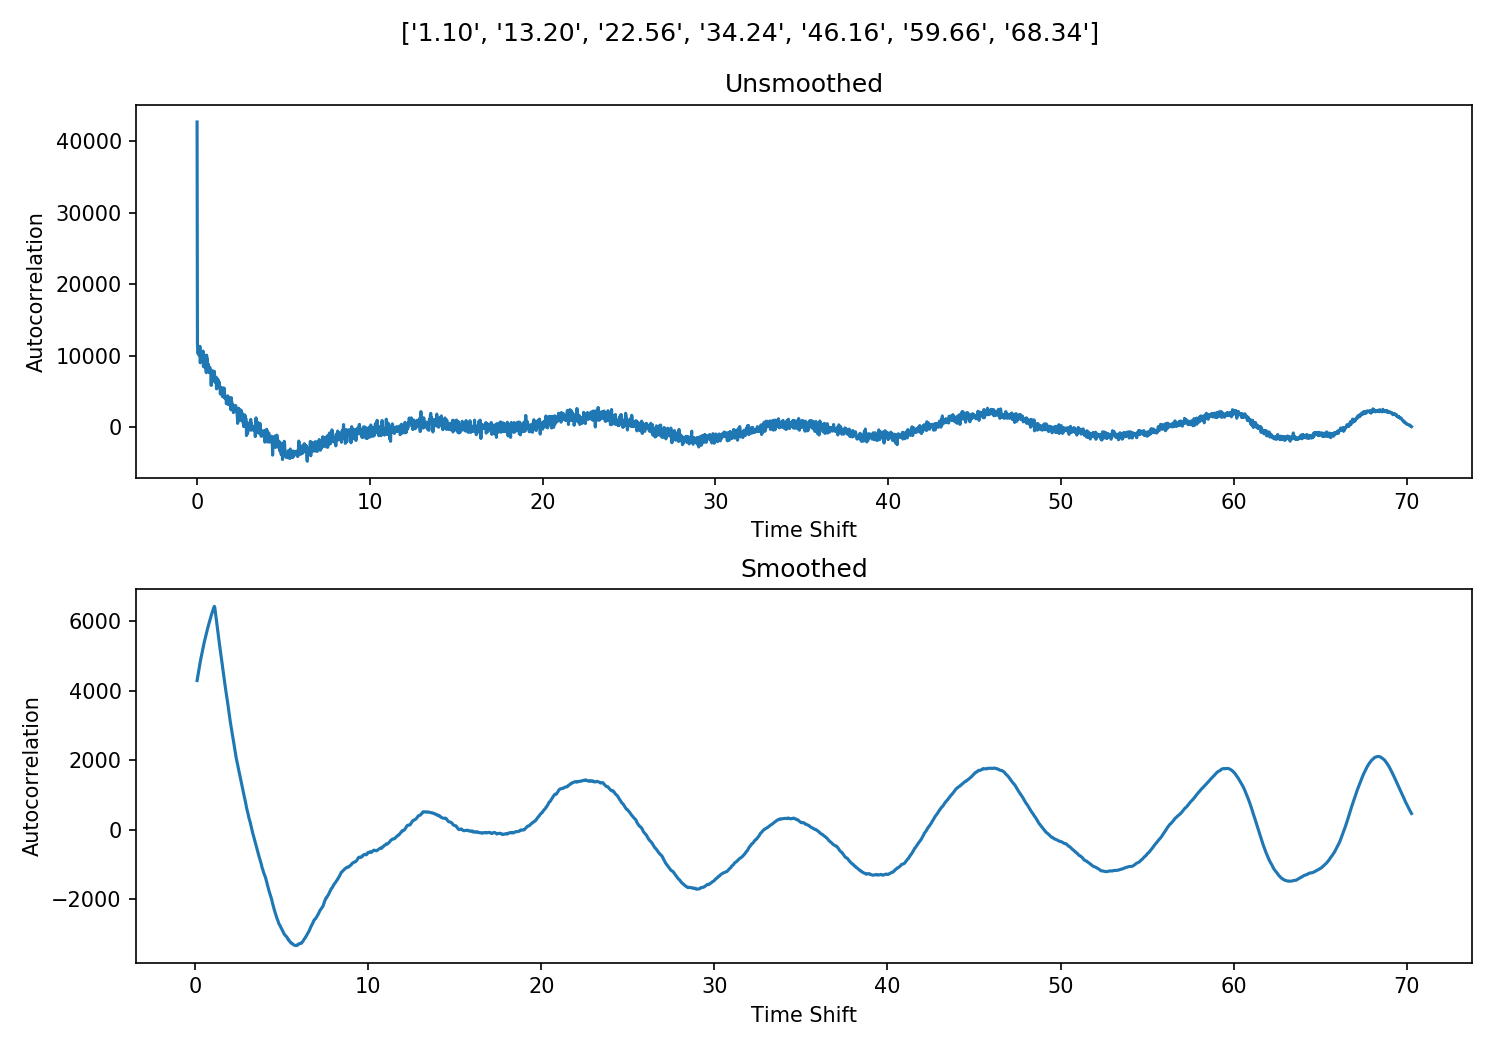 ['1.10', '13.20', '22.56', '34.24', '46.16', '59.66', '68.34']
Unsmoothed
Autocorrelation
40000
30000
20000
10000
0
0 10 20 30 40 50 60 70
Time Shift
Smoothed
Autocorrelation
6000
4000
2000
0
−2000
0 10 20 30 40 50 60 70
Time Shift